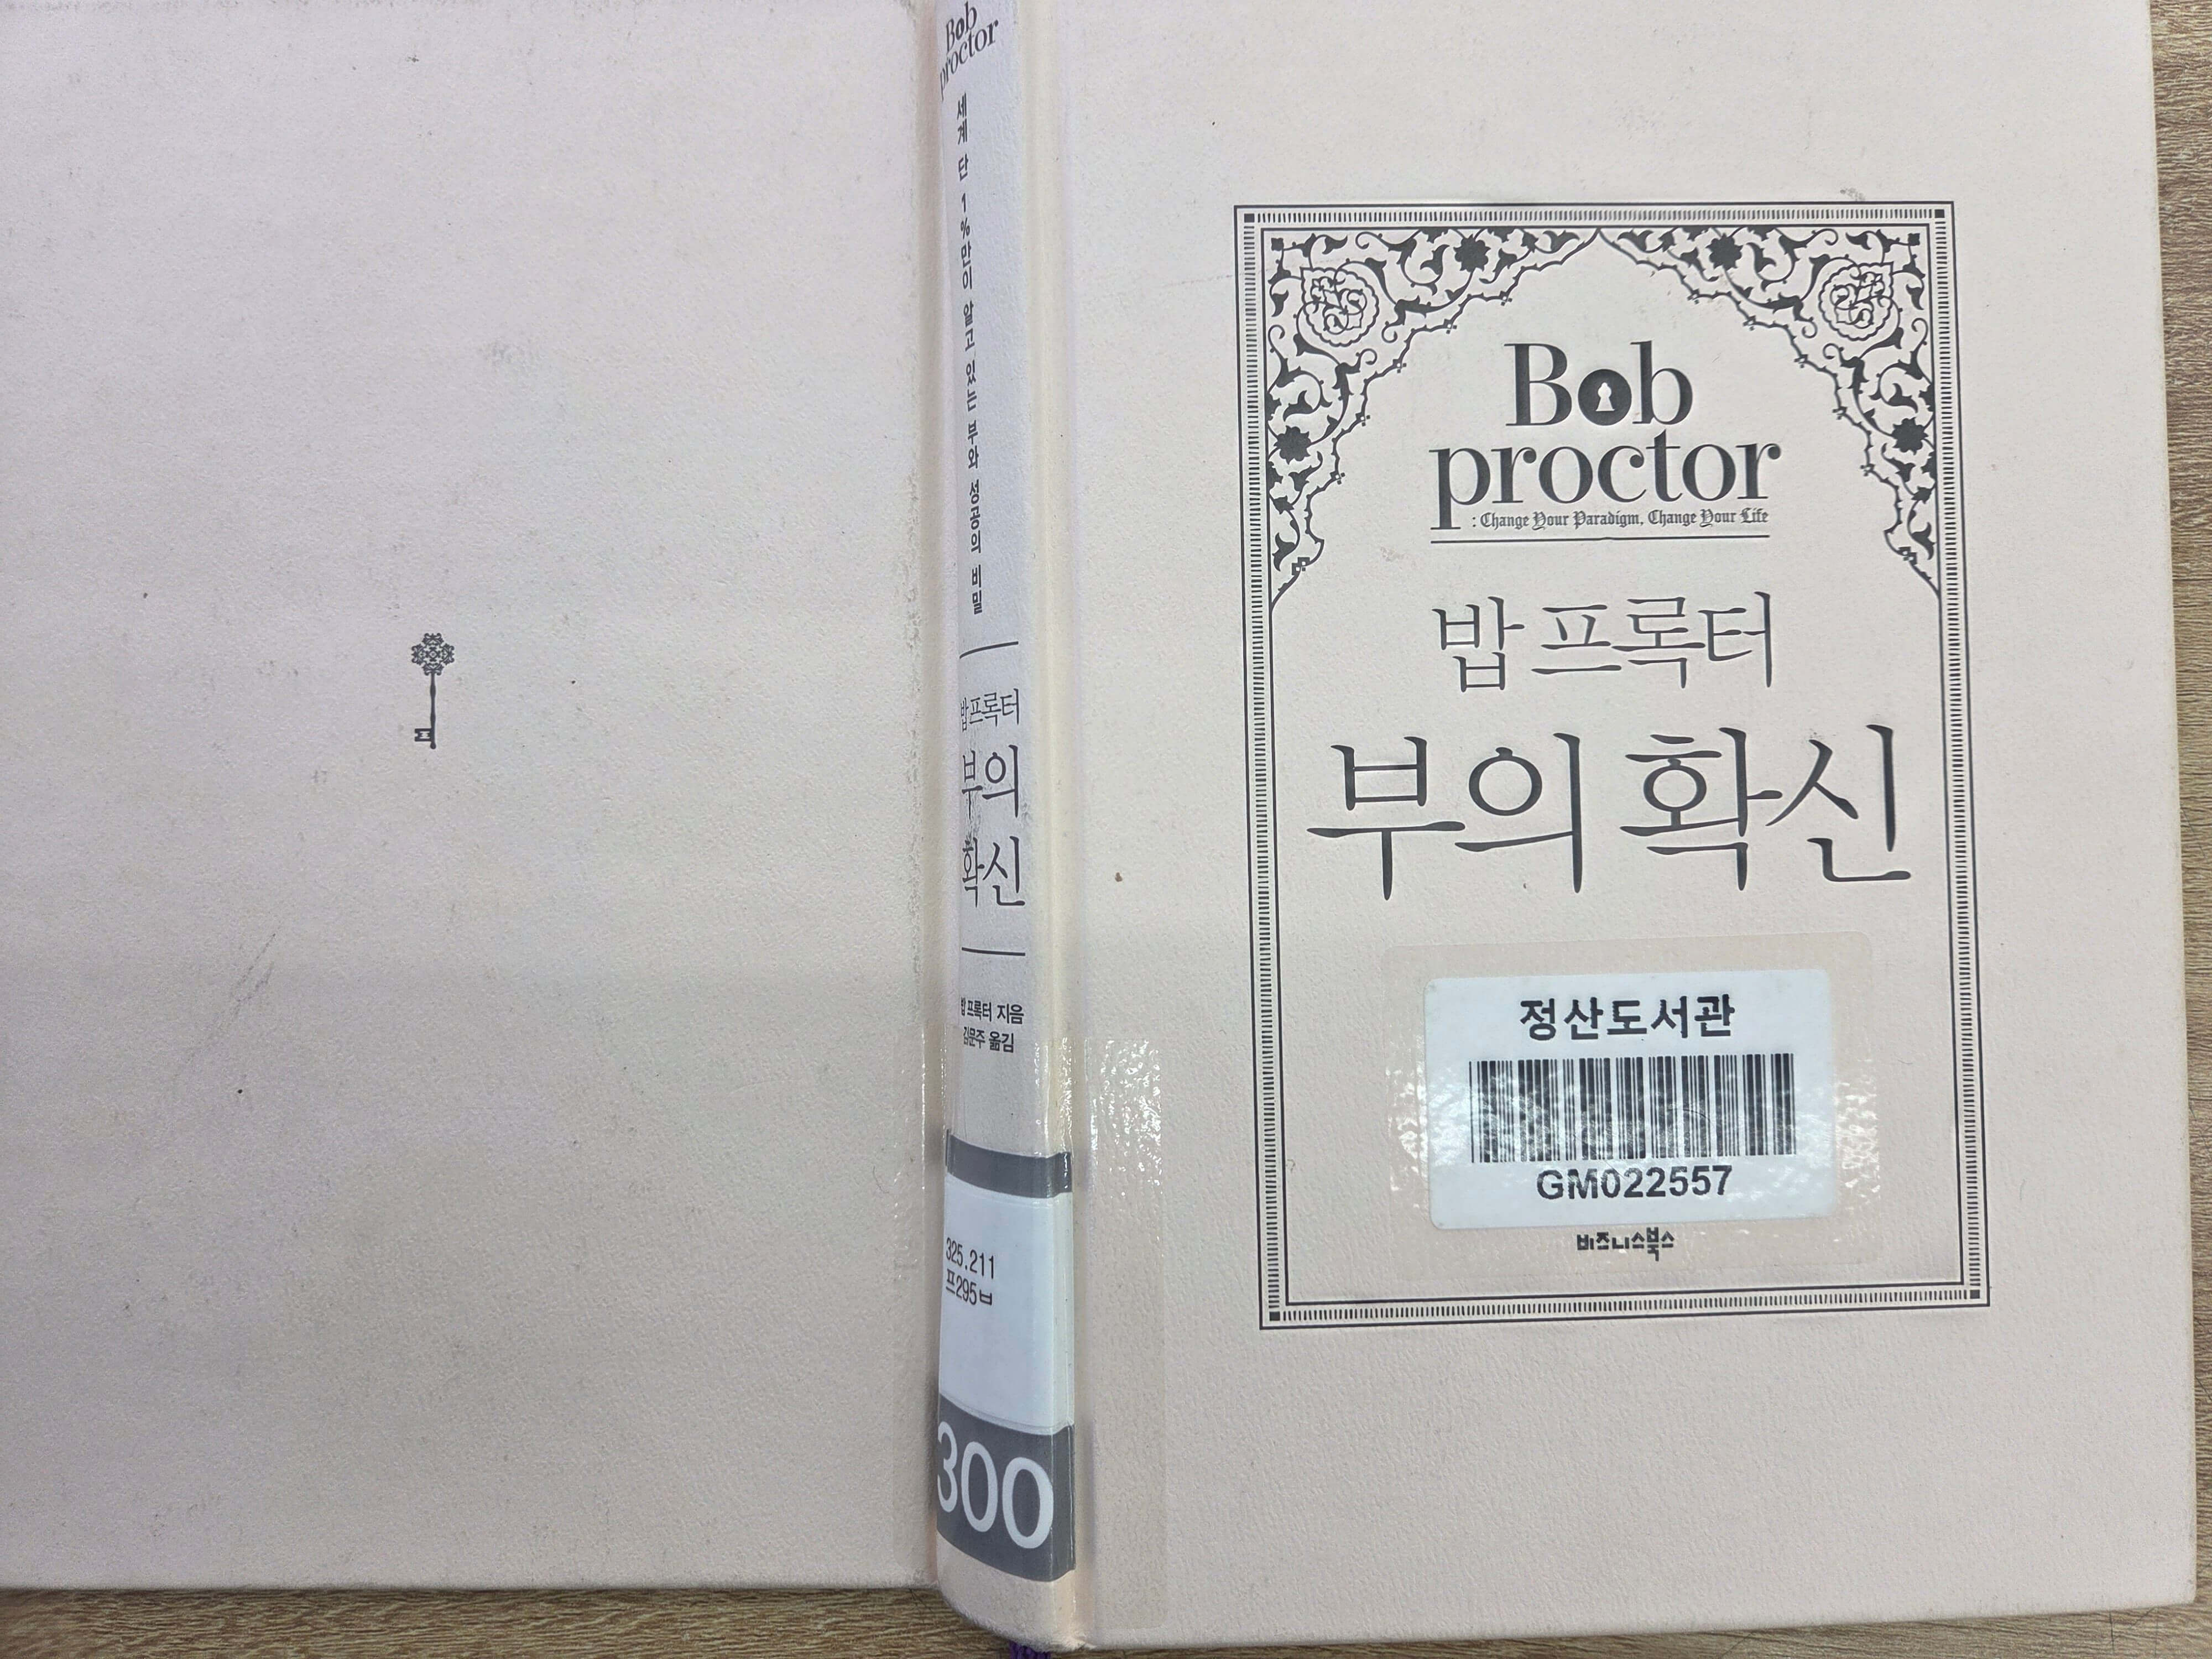 Bob
proctor
세계 단 1%만이 알고 있는 부와 성공의 비밀
밥 프록터
부의
확신
밥 프록터 지음
김문주 옮김
325.211
프295ㅂ
300
Bob
proctor
: Change Your Paradigm, Change Your Life
밥 프록터
부의 확신
정산도서관
GM022557
비즈니스북스